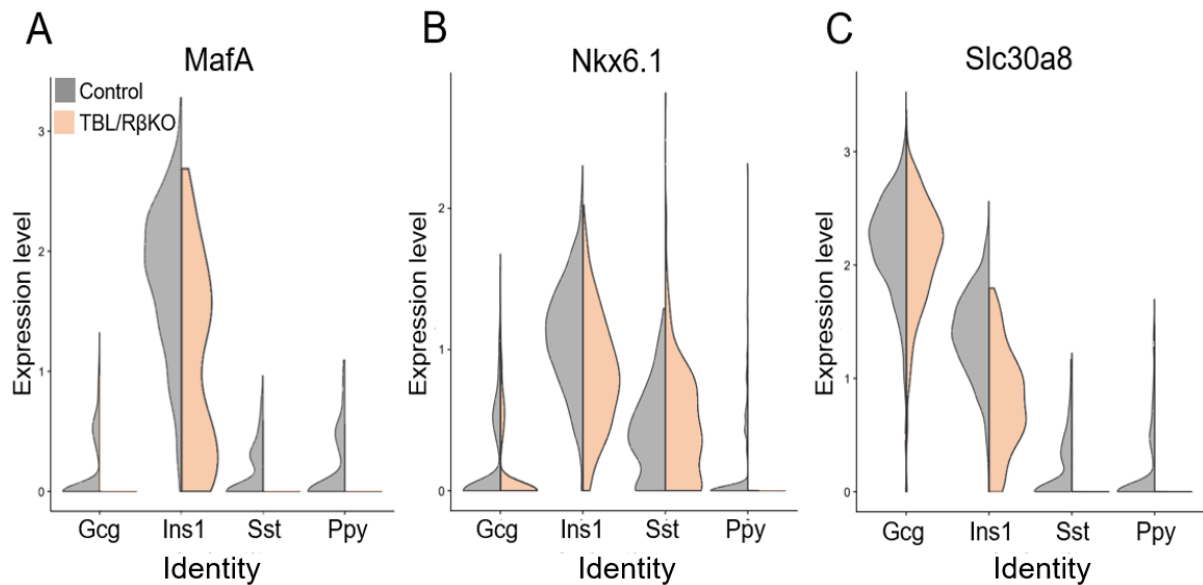 A
MafA
Control
TBL/RβKO
Expression level
3
2
1
0
Gcg Ins1 Sst Ppy
Identity
B
Nkx6.1
Expression level
2
1
0
Gcg Ins1 Sst Ppy
Identity
C
Slc30a8
Expression level
3
2
1
0
Gcg Ins1 Sst Ppy
Identity